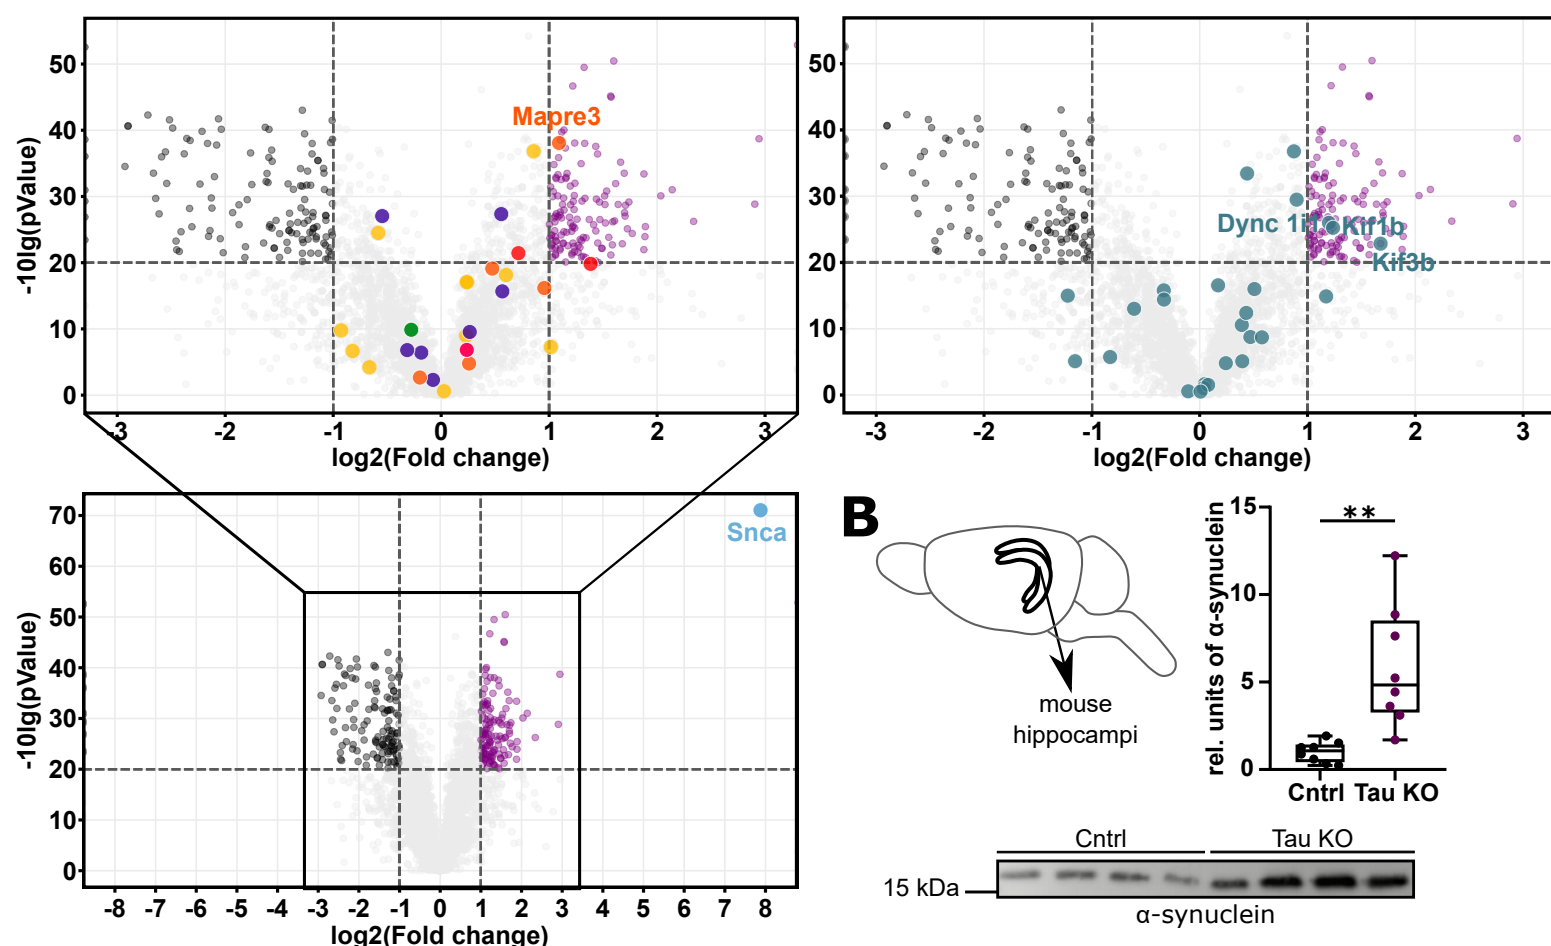 50
40
30
20
10
0
-10lg(pValue)
Mapre3
-3 -2 -1 0 1 2 3
log2(Fold change)
50
40
30
20
10
0
Dync 1i1 Kif1b
Kif3b
-3 -2 -1 0 1 2 3
log2(Fold change)
70
60
50
40
30
20
10
0
-10lg(pValue)
Snca
-8 -7 -6 -5 -4 -3 -2 -1 0 1 2 3 4 5 6 7 8
log2(Fold change)
B
mouse
hippocampi
rel. units of α-synuclein
15
10
5
0
**
Cntrl Tau KO
Cntrl Tau KO
15 kDa
α-synuclein